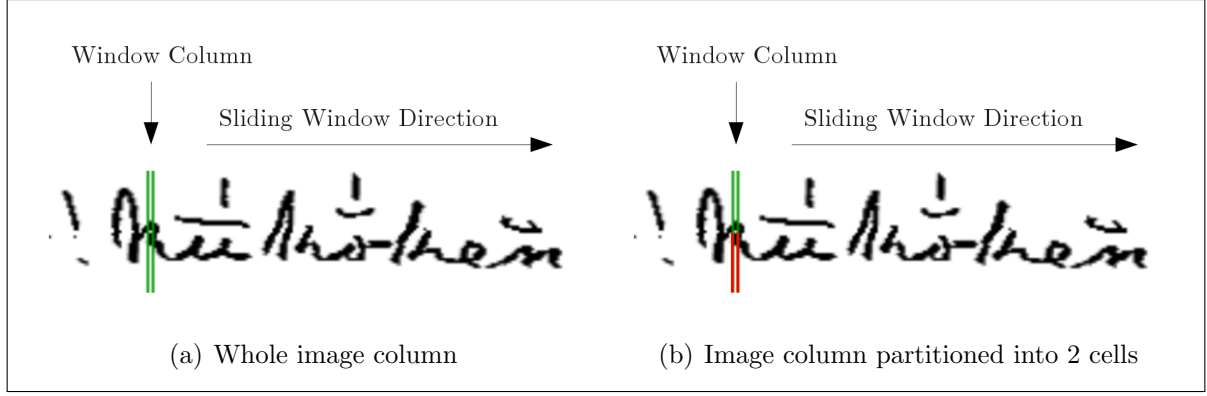 Window Column
Sliding Window Direction
(a) Whole image column
Window Column
Sliding Window Direction
(b) Image column partitioned into 2 cells